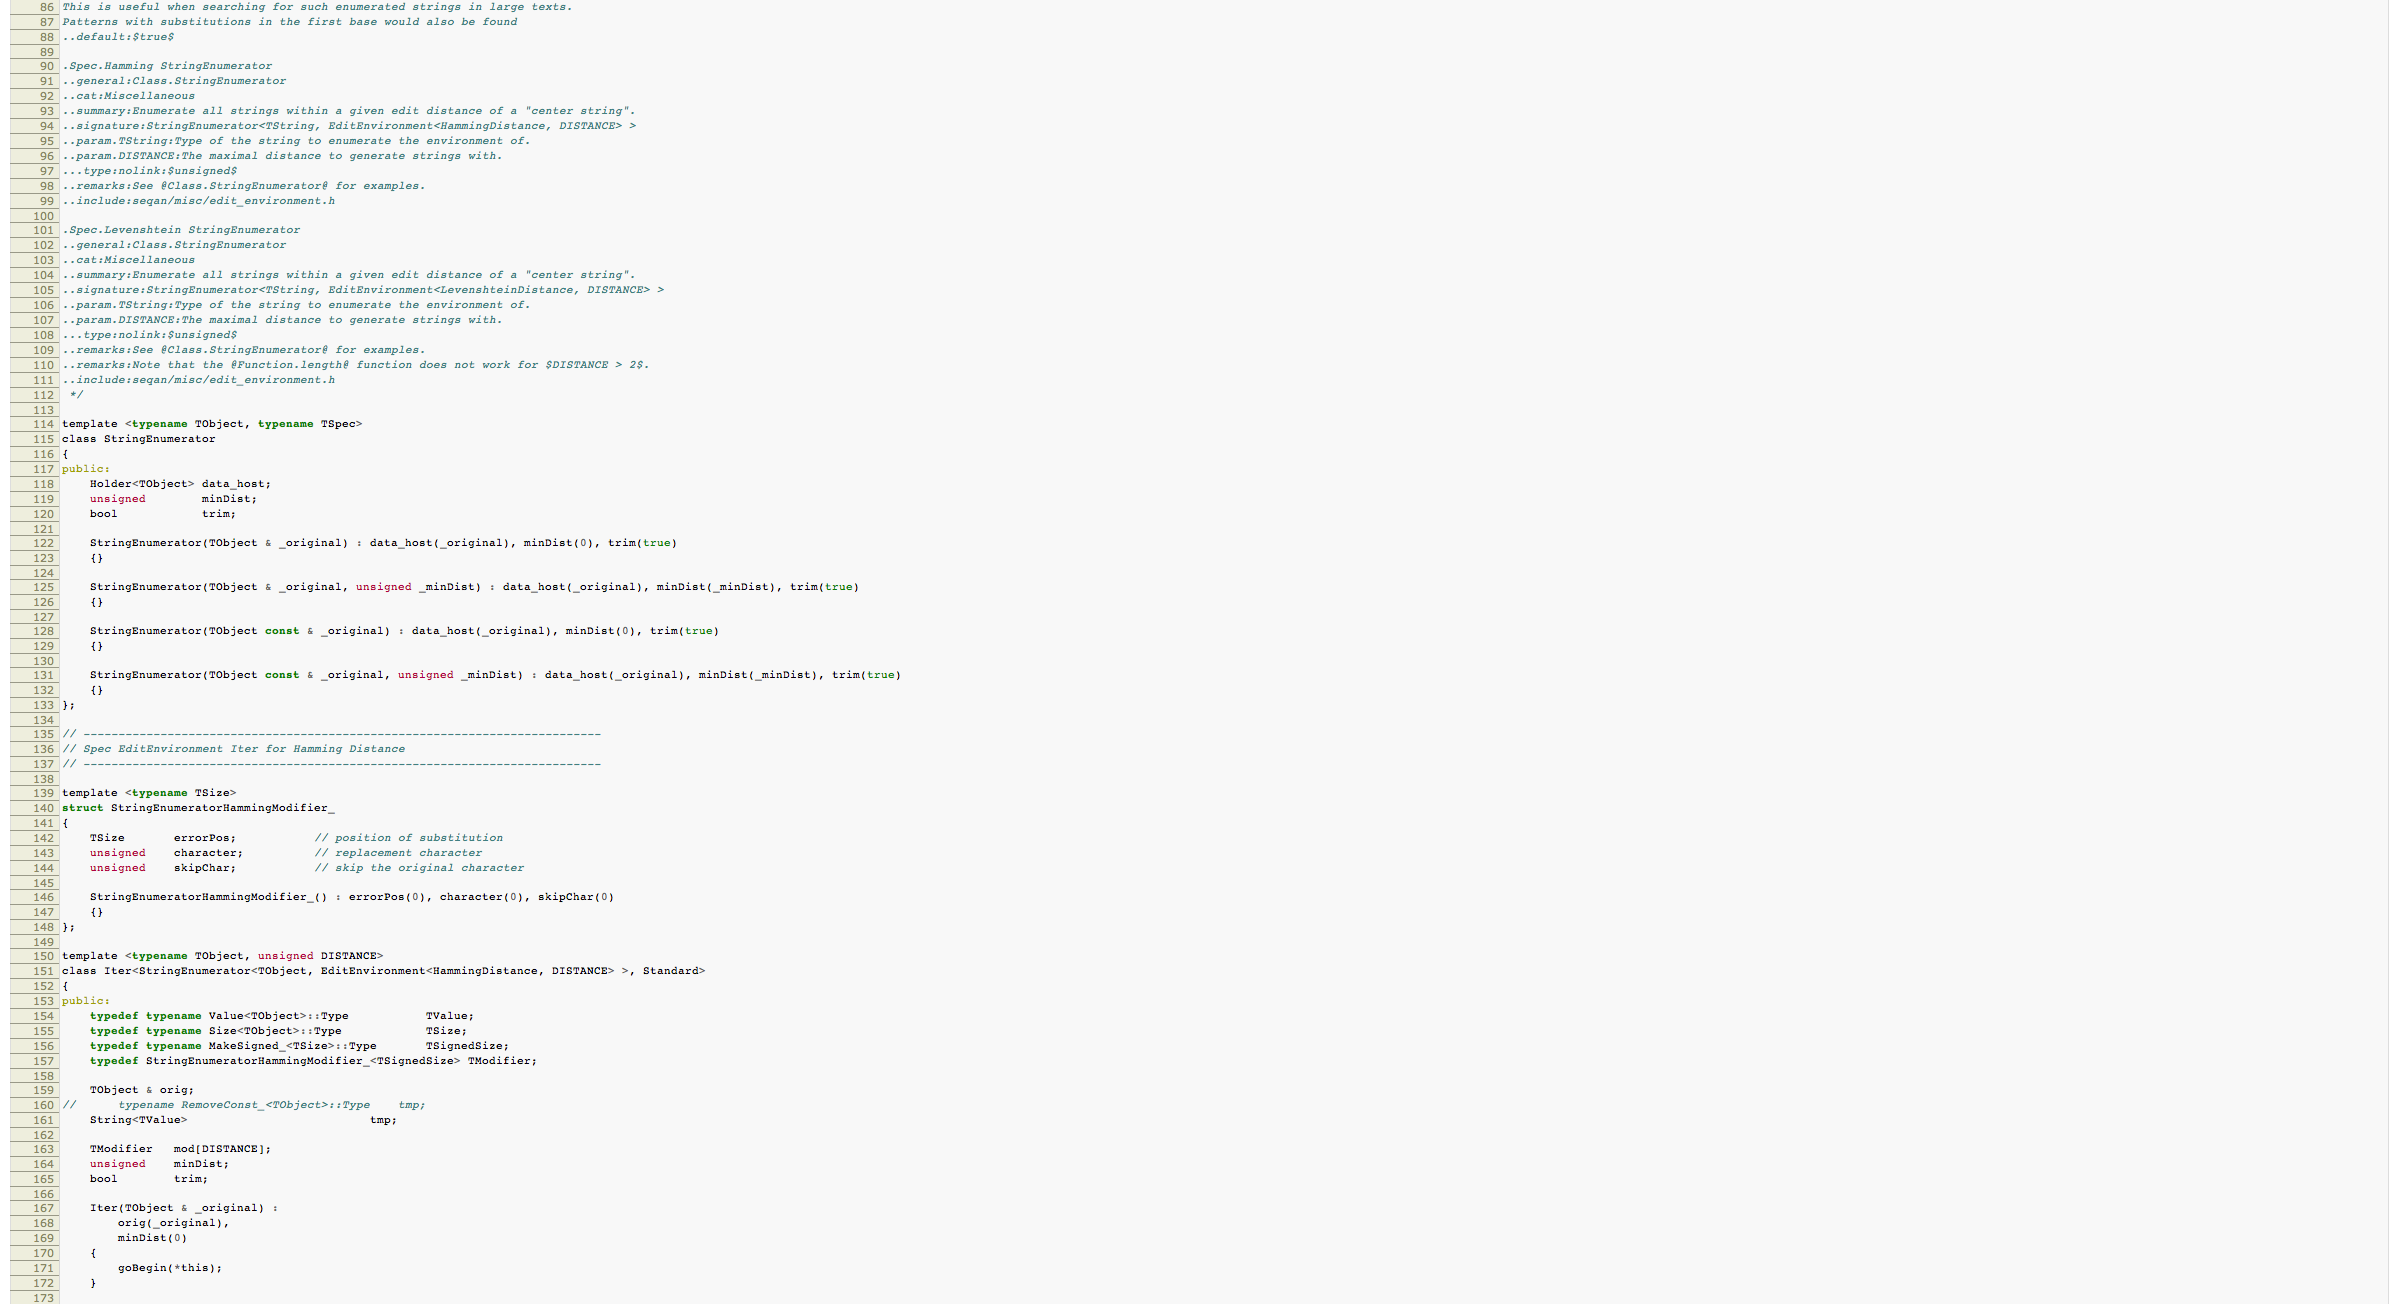 86 This is useful when searching for such enumerated strings in large texts.
87 Patterns with substitutions in the first base would also be found
88 ..default:$true$
89
90 .Spec.Hamming StringEnumerator
91 ..general:Class.StringEnumerator
92 ..cat:Miscellaneous
93 ..summary:Enumerate all strings within a given edit distance of a "center string".
94 ..signature:StringEnumerator<TString, EditEnvironment<HammingDistance, DISTANCE> >
95 ..param.TString:Type of the string to enumerate the environment of.
96 ..param.DISTANCE:The maximal distance to generate strings with.
97 ...type:nolink:$unsigned$
98 ..remarks:See @Class.StringEnumerator@ for examples.
99 ..include:seqan/misc/edit_environment.h
100
101 .Spec.Levenshtein StringEnumerator
102 ..general:Class.StringEnumerator
103 ..cat:Miscellaneous
104 ..summary:Enumerate all strings within a given edit distance of a "center string".
105 ..signature:StringEnumerator<TString, EditEnvironment<LevenshteinDistance, DISTANCE> >
106 ..param.TString:Type of the string to enumerate the environment of.
107 ..param.DISTANCE:The maximal distance to generate strings with.
108 ...type:nolink:$unsigned$
109 ..remarks:See @Class.StringEnumerator@ for examples.
110 ..remarks:Note that the @Function.length@ function does not work for $DISTANCE > 2$.
111 ..include:seqan/misc/edit_environment.h
112  */
113
114 template <typename TObject, typename TSpec>
115 class StringEnumerator
116 {
117 public:
118     Holder<TObject> data_host;
119     unsigned        minDist;
120     bool            trim;
121
122     StringEnumerator(TObject & _original) : data_host(_original), minDist(0), trim(true)
123     {}
124
125     StringEnumerator(TObject & _original, unsigned _minDist) : data_host(_original), minDist(_minDist), trim(true)
126     {}
127
128     StringEnumerator(TObject const & _original) : data_host(_original), minDist(0), trim(true)
129     {}
130
131     StringEnumerator(TObject const & _original, unsigned _minDist) : data_host(_original), minDist(_minDist), trim(true)
132     {}
133 };
134
135 // --------------------------------------------------------------------------
136 // Spec EditEnvironment Iter for Hamming Distance
137 // --------------------------------------------------------------------------
138
139 template <typename TSize>
140 struct StringEnumeratorHammingModifier_
141 {
142     TSize       errorPos;           // position of substitution
143     unsigned    character;          // replacement character
144     unsigned    skipChar;           // skip the original character
145
146     StringEnumeratorHammingModifier_() : errorPos(0), character(0), skipChar(0)
147     {}
148 };
149
150 template <typename TObject, unsigned DISTANCE>
151 class Iter<StringEnumerator<TObject, EditEnvironment<HammingDistance, DISTANCE> >, Standard>
152 {
153 public:
154     typedef typename Value<TObject>::Type           TValue;
155     typedef typename Size<TObject>::Type            TSize;
156     typedef typename MakeSigned_<TSize>::Type       TSignedSize;
157     typedef StringEnumeratorHammingModifier_<TSignedSize> TModifier;
158
159     TObject & orig;
160 //      typename RemoveConst_<TObject>::Type    tmp;
161     String<TValue>                          tmp;
162
163     TModifier   mod[DISTANCE];
164     unsigned    minDist;
165     bool        trim;
166
167     Iter(TObject & _original) :
168         orig(_original),
169         minDist(0)
170     {
171         goBegin(*this);
172     }
173